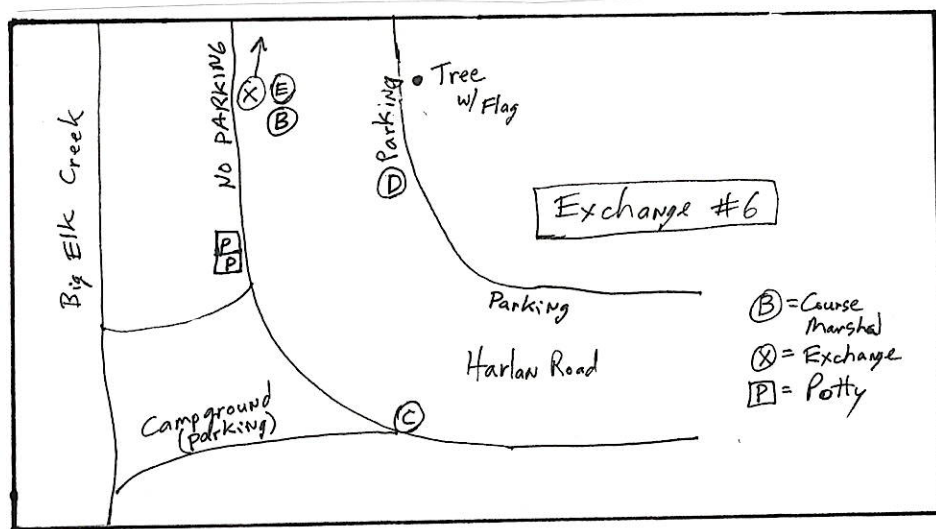 Big Elk Creek
NO PARKING
X
E
B
Parking
D
Tree
w/ Flag
Exchange #6
P
P
Parking
Harlan Road
Campground
(parking)
C
B = Course
Marshal
X = Exchange
P = Potty